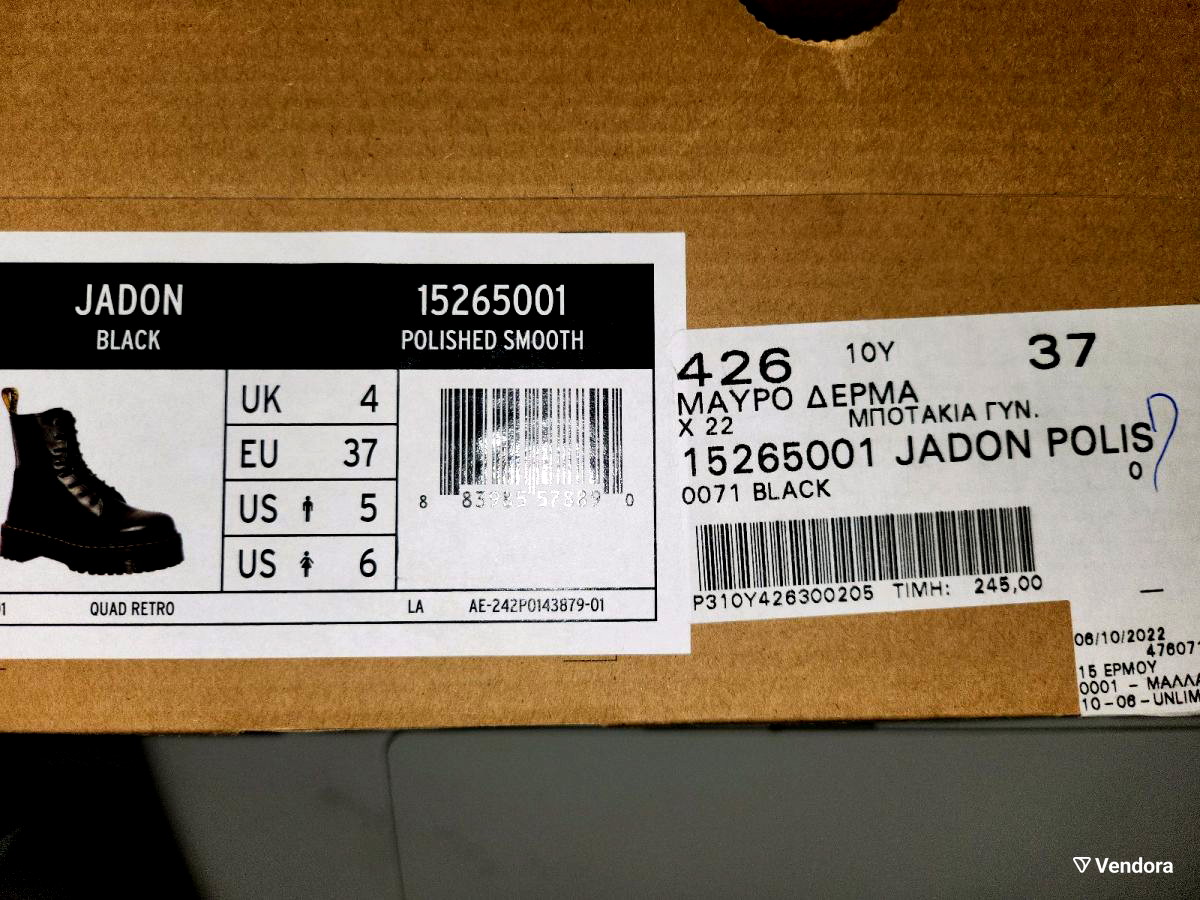 JADON
BLACK
15265001
POLISHED SMOOTH
UK 4
EU 37
US 5
US 6
QUAD RETRO
LA AE-242P0143879-01
426 10Y 37
ΜΑΥΡΟ ΔΕΡΜΑ
X 22 ΜΠΟΤΑΚΙΑ ΓΥΝ.
15265001 JADON POLIS
0
0071 BLACK
P310Y426300205 ΤΙΜΗ: 245,00
06/10/2022
15 ΕΡΜΟΥ
Vendora